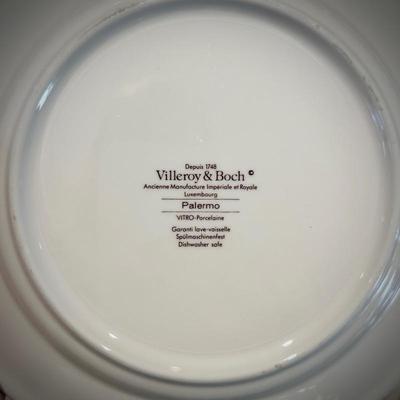 Depuis 1748
Villeroy & Boch ©
Ancienne Manufacture Impériale et Royale
Luxembourg
Palermo
VITRO-Porcelaine
Garanti lave-vaisselle
Spülmaschinenfest
Dishwasher safe